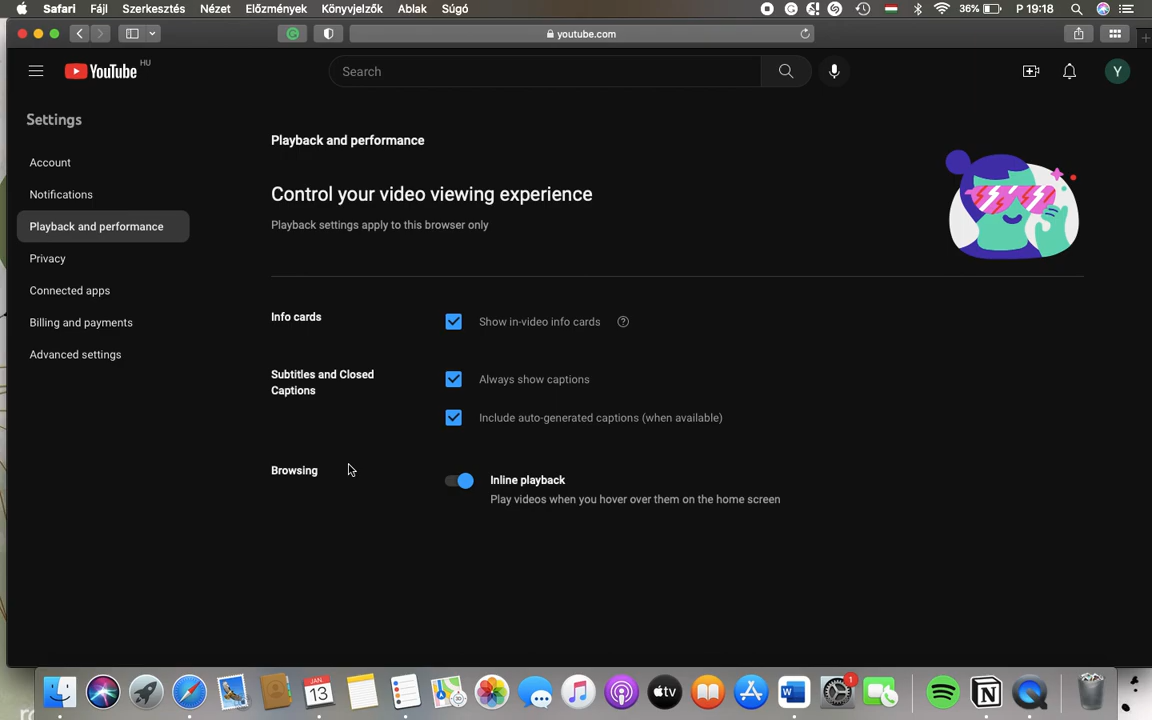 Safari Fájl Szerkesztés Nézet Előzmények Könyvjelzők Ablak Súgó 36% P 19:18
youtube.com
YouTube HU
Search
Y
Settings
Account
Notifications
Playback and performance
Privacy
Connected apps
Billing and payments
Advanced settings
Playback and performance
Control your video viewing experience
Playback settings apply to this browser only
Info cards
Show in-video info cards
Subtitles and Closed
Captions
Always show captions
Include auto-generated captions (when available)
Browsing
Inline playback
Play videos when you hover over them on the home screen
JAN
13
tv
W
1
N